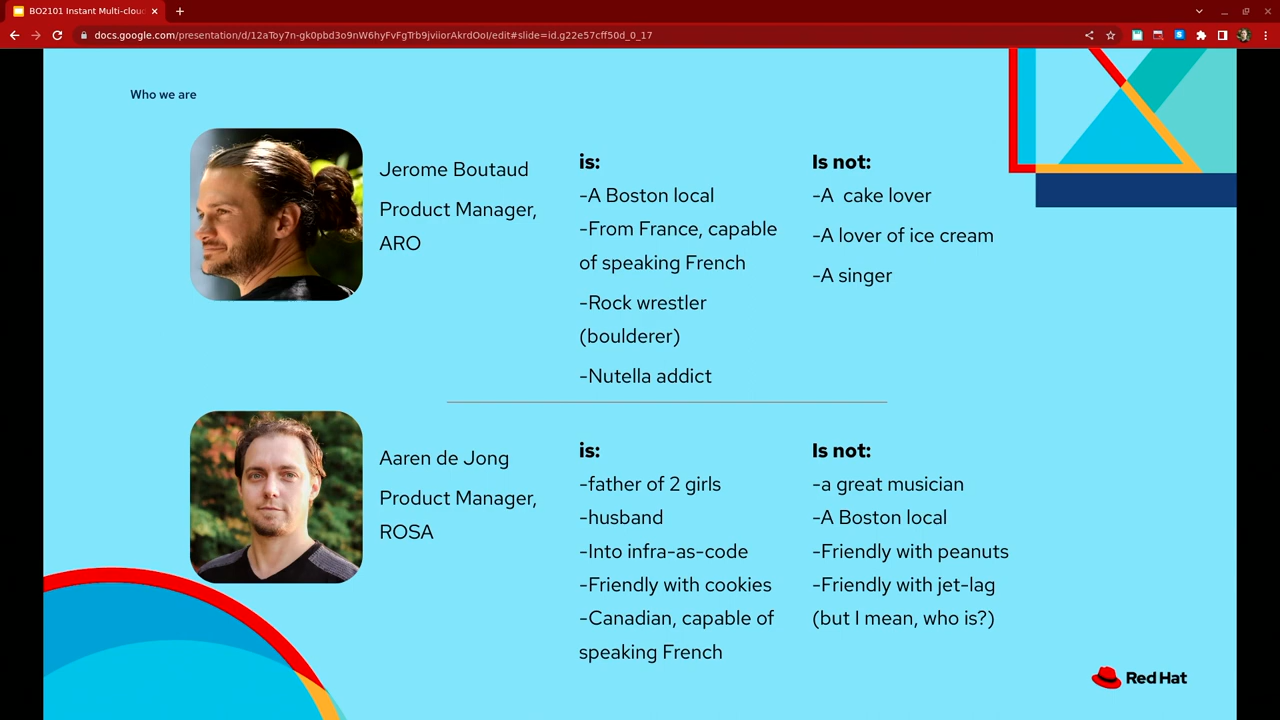 BO2101 Instant Multi-clou
docs.google.com/presentation/d/12aToy7n-gk0pbd3o9nW6hyFvFgTrb9jviiorAkrdOoI/edit#slide=id.g22e57cff50d_0_17
Who we are
Jerome Boutaud
Product Manager,
ARO
is:
-A Boston local
-From France, capable
of speaking French
-Rock wrestler
(boulderer)
-Nutella addict
Is not:
-A  cake lover
-A lover of ice cream
-A singer
Aaren de Jong
Product Manager,
ROSA
is:
-father of 2 girls
-husband
-Into infra-as-code
-Friendly with cookies
-Canadian, capable of
speaking French
Is not:
-a great musician
-A Boston local
-Friendly with peanuts
-Friendly with jet-lag
(but I mean, who is?)
Red Hat